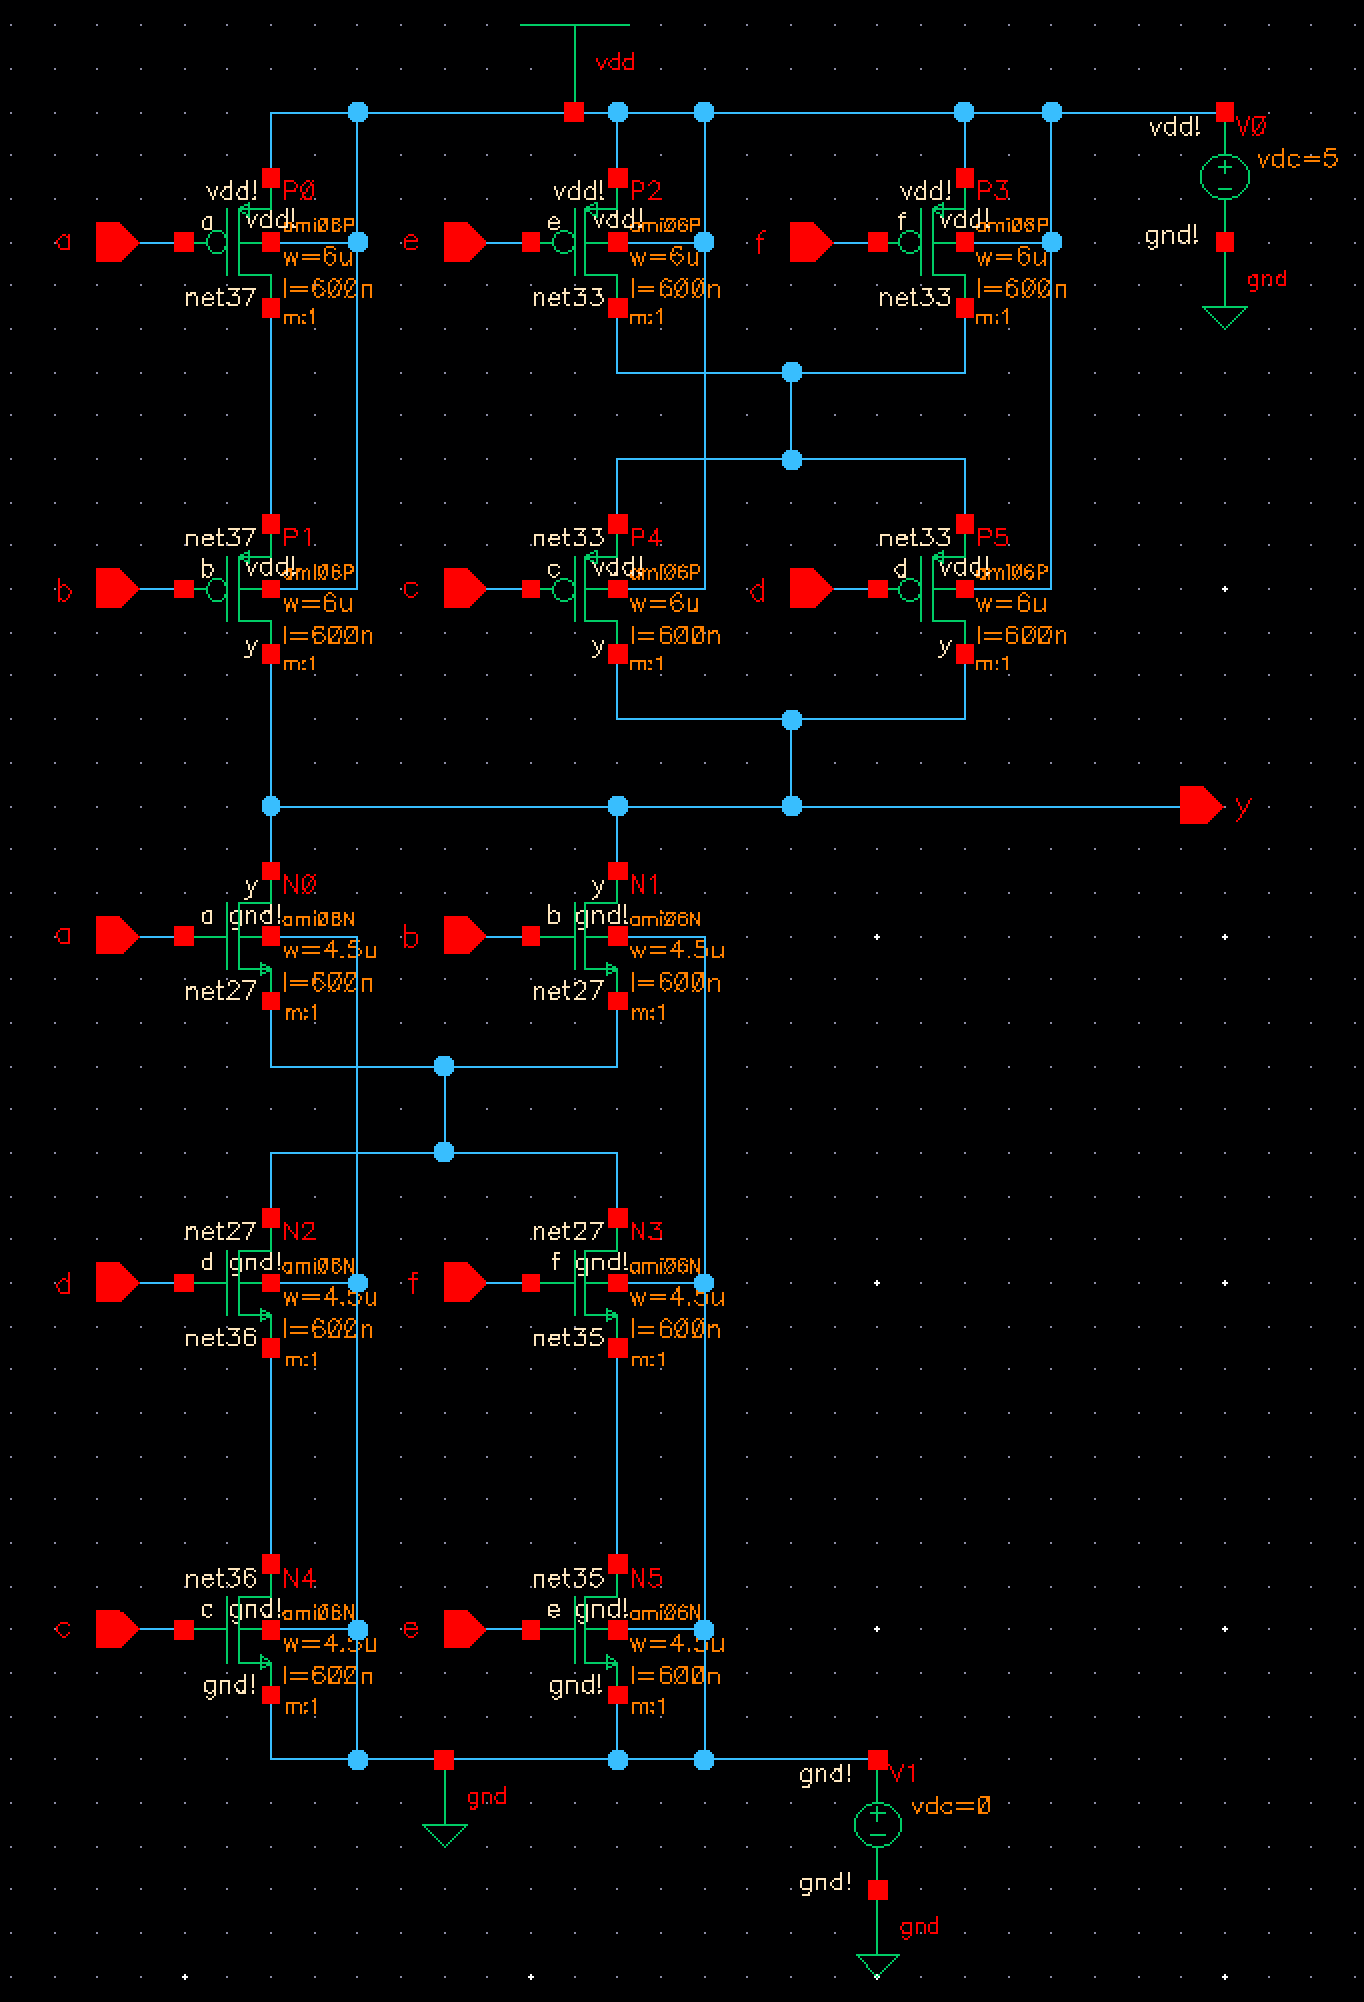 vdd
vdd! V0
vdc=5
gnd!
gnd
vdd! P0
a a vdd! ami06P
w=6u
l=600n
net37
m:1
vdd! P2
e e vdd! ami06P
w=6u
l=600n
net33
m:1
vdd! P3
f f vdd! ami06P
w=6u
l=600n
net33
m:1
net37 P1
b b vdd! ami06P
w=6u
l=600n
y
m:1
net33 P4
c c vdd! ami06P
w=6u
l=600n
y
m:1
net33 P5
d d vdd! ami06P
w=6u
l=600n
y
m:1
y
y N0
a a gnd! ami06N
w=4.5u
l=600n
net27
m:1
y N1
b b gnd! ami06N
w=4.5u
l=600n
net27
m:1
net27 N2
d d gnd! ami06N
w=4.5u
l=600n
net36
m:1
net27 N3
f f gnd! ami06N
w=4.5u
l=600n
net35
m:1
net36 N4
c c gnd! ami06N
w=4.5u
l=600n
gnd!
m:1
net35 N5
e e gnd! ami06N
w=4.5u
l=600n
gnd!
m:1
gnd
gnd! V1
vdc=0
gnd!
gnd